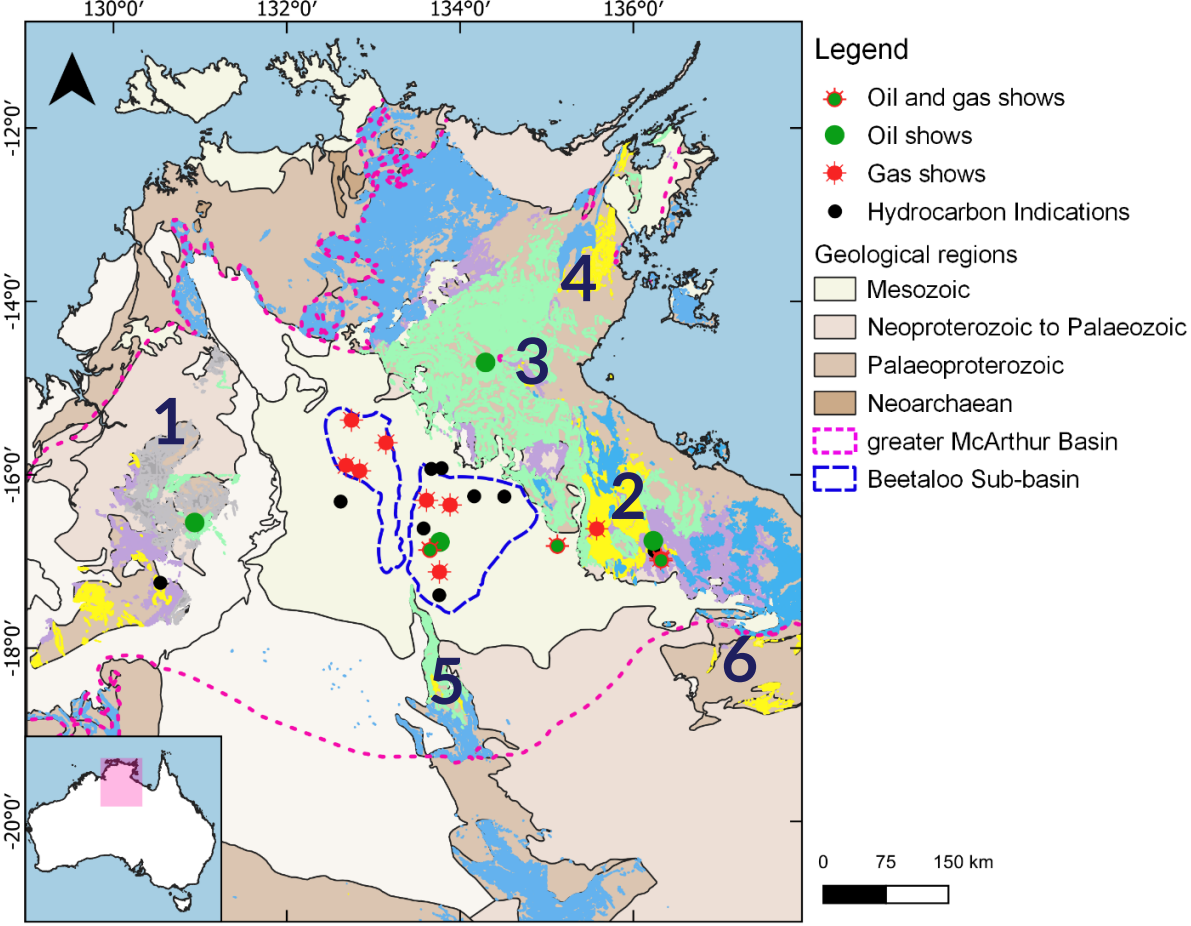 130°0′ 132°0′ 134°0′ 136°0′
-12°0′
-14°0′
-16°0′
-18°0′
-20°0′
1
2
3
4
5
6
Legend
Oil and gas shows
Oil shows
Gas shows
Hydrocarbon Indications
Geological regions
Mesozoic
Neoproterozoic to Palaeozoic
Palaeoproterozoic
Neoarchaean
greater McArthur Basin
Beetaloo Sub-basin
0 75 150 km